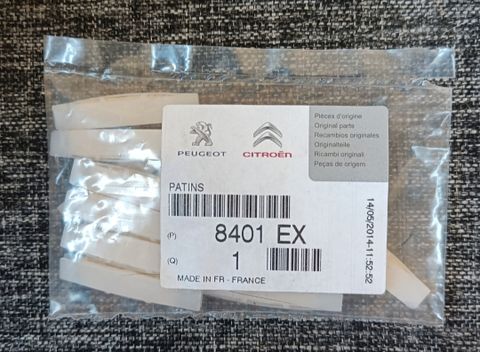 PEUGEOT
CITROËN
Pièces d'origine
Original parts
Recambios originales
Originalteile
Ricambi originali
Peças de origem
PATINS
(P) 8401 EX
(Q) 1
MADE IN FR - FRANCE
14/05/2014-11:52:52